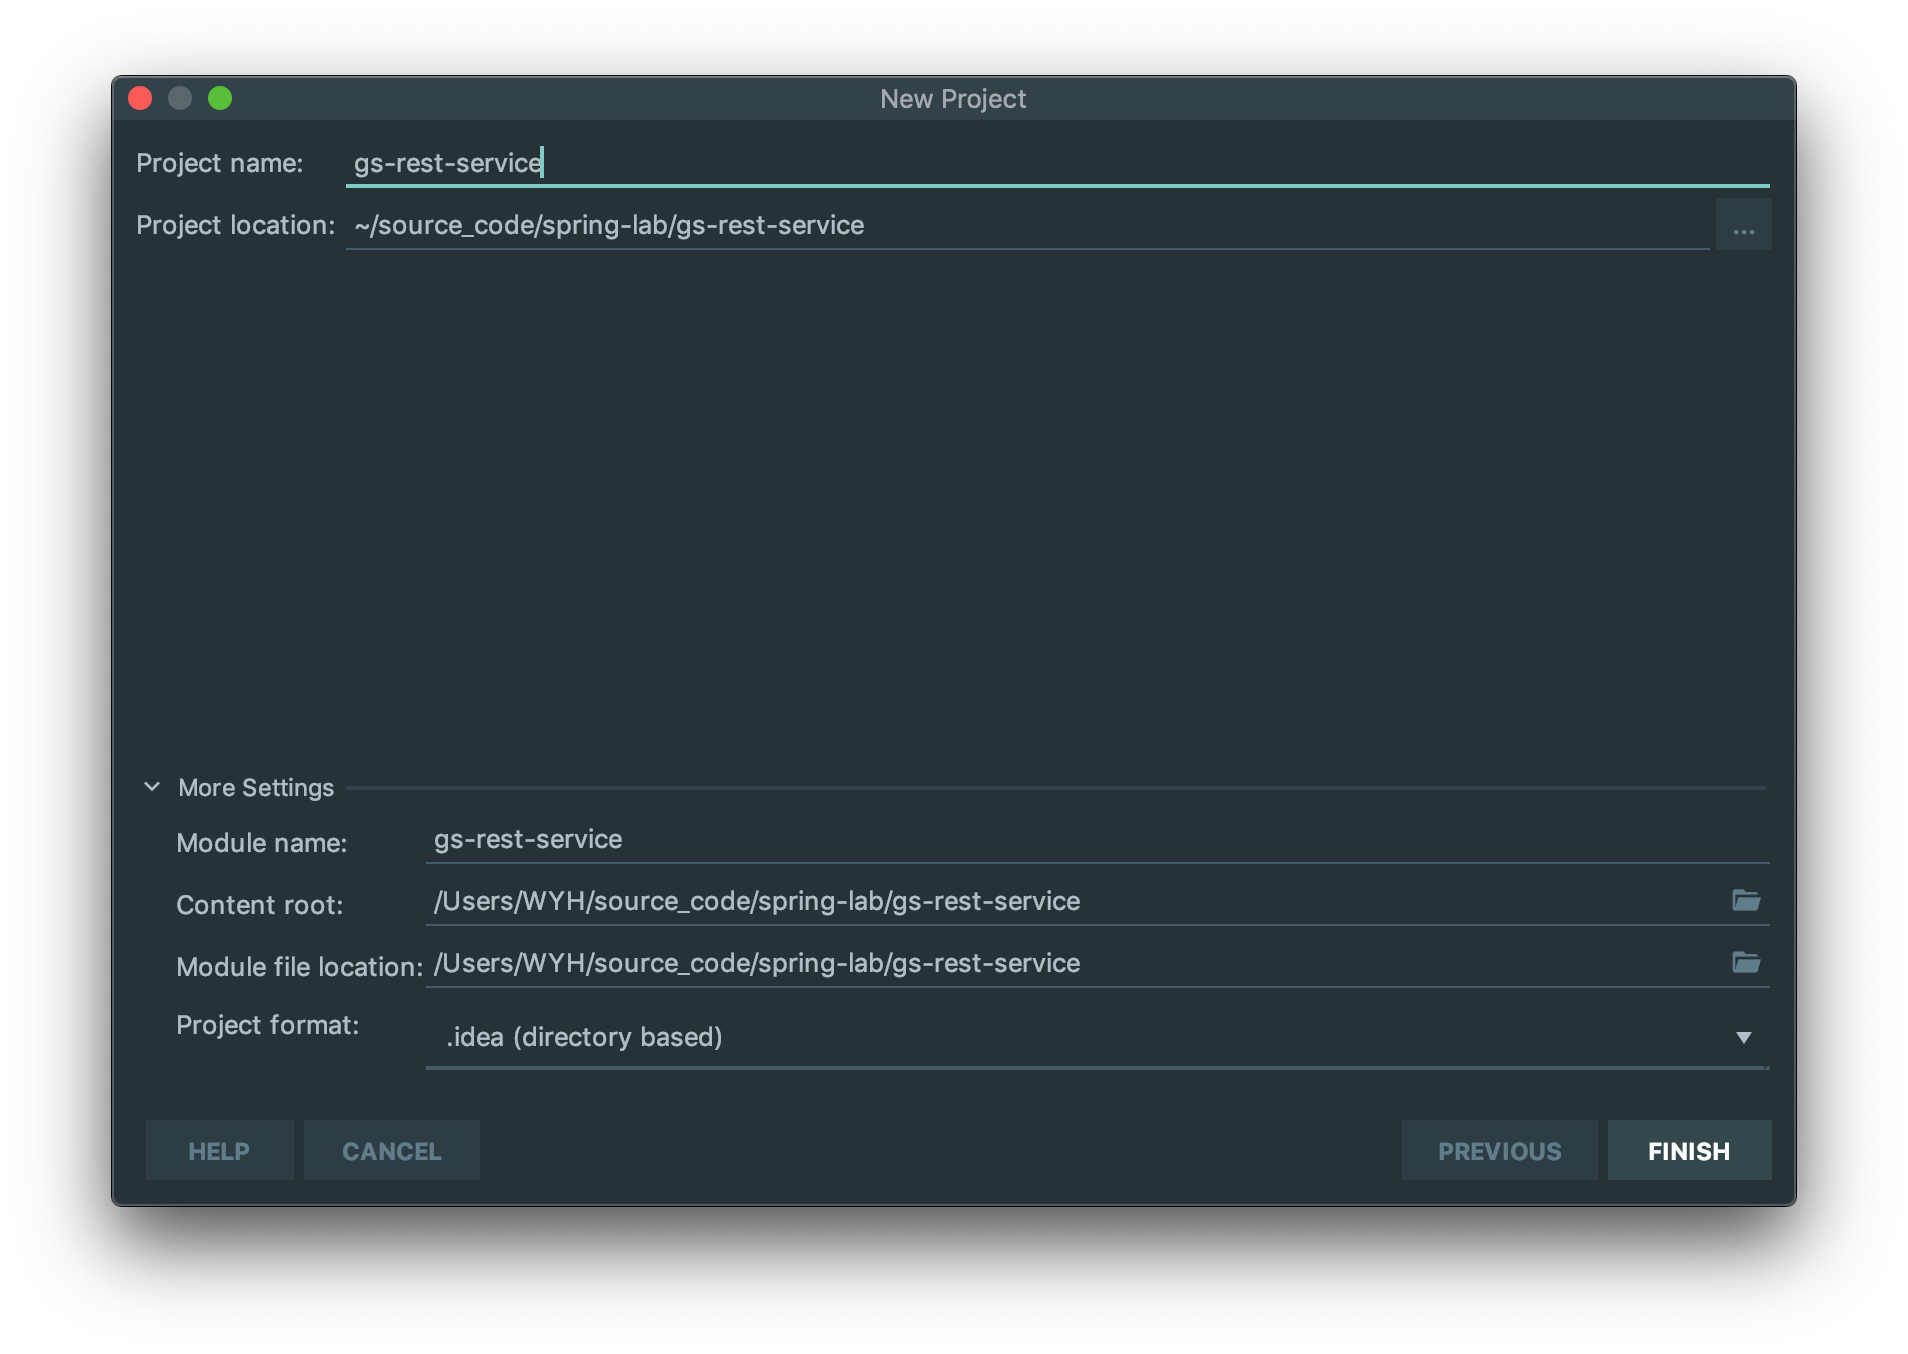 New Project
Project name: gs-rest-service
Project location: ~/source_code/spring-lab/gs-rest-service ...
More Settings
Module name: gs-rest-service
Content root: /Users/WYH/source_code/spring-lab/gs-rest-service
Module file location: /Users/WYH/source_code/spring-lab/gs-rest-service
Project format: .idea (directory based)
HELP CANCEL PREVIOUS FINISH